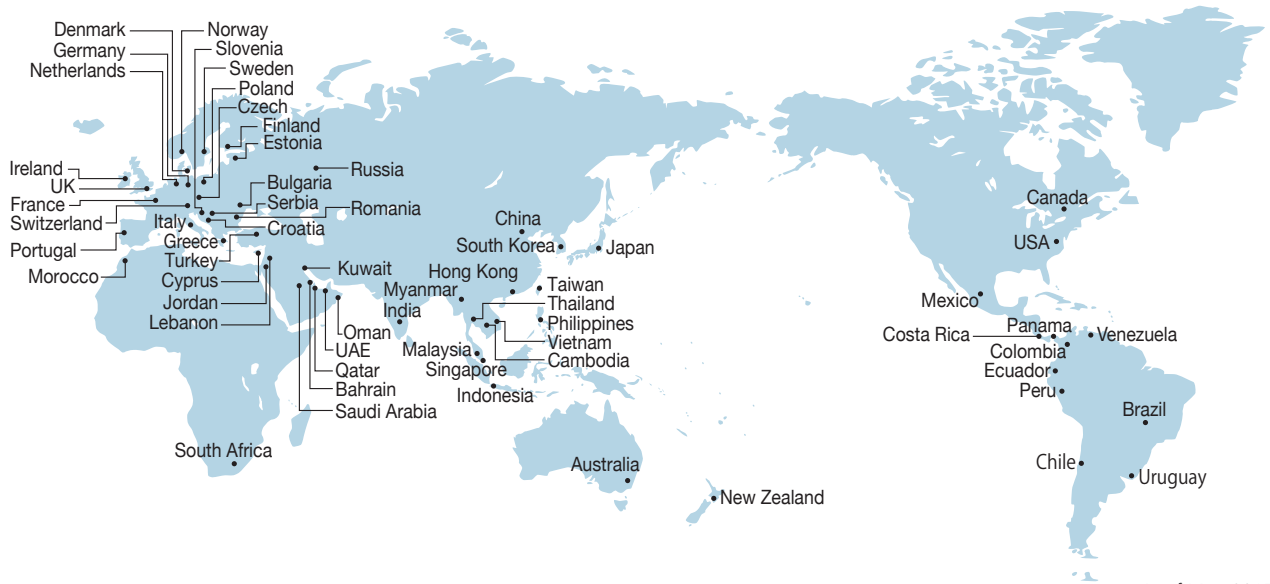 Denmark
Norway
Germany
Slovenia
Netherlands
Sweden
Poland
Czech
Finland
Estonia
Ireland
Russia
UK
Bulgaria
France
Serbia
Romania
Switzerland
Italy
Croatia
Portugal
Greece
Turkey
Morocco
Cyprus
Jordan
Lebanon
Kuwait
Oman
UAE
Qatar
Bahrain
Saudi Arabia
South Africa
China
South Korea
Japan
Hong Kong
Myanmar
India
Taiwan
Thailand
Philippines
Vietnam
Cambodia
Malaysia
Singapore
Indonesia
Australia
New Zealand
Canada
USA
Mexico
Costa Rica
Panama
Venezuela
Colombia
Ecuador
Peru
Brazil
Chile
Uruguay